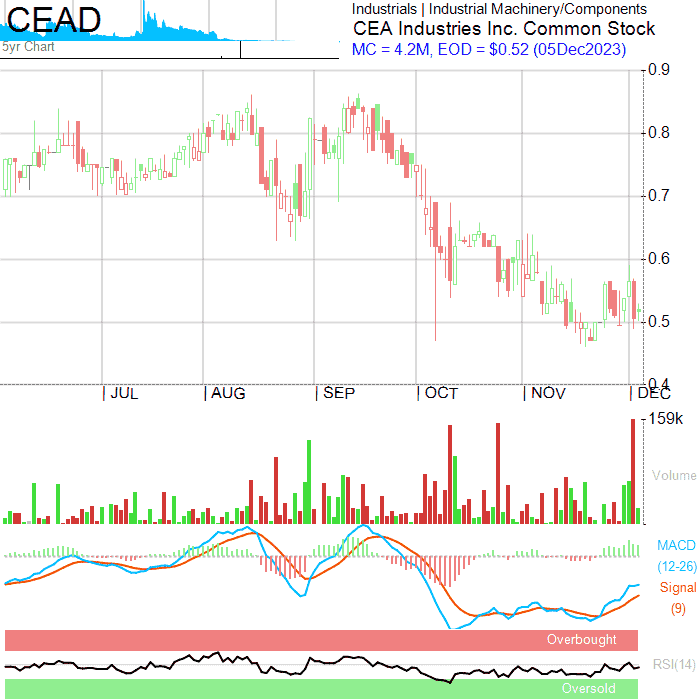 CEAD
5yr Chart
Industrials | Industrial Machinery/Components
CEA Industries Inc. Common Stock
MC = 4.2M, EOD = $0.52 (05Dec2023)
0.9
0.8
0.7
0.6
0.5
0.4
| JUL | AUG | SEP | OCT | NOV | DEC
159k
Volume
MACD
(12-26)
Signal
(9)
Overbought
RSI(14)
Oversold